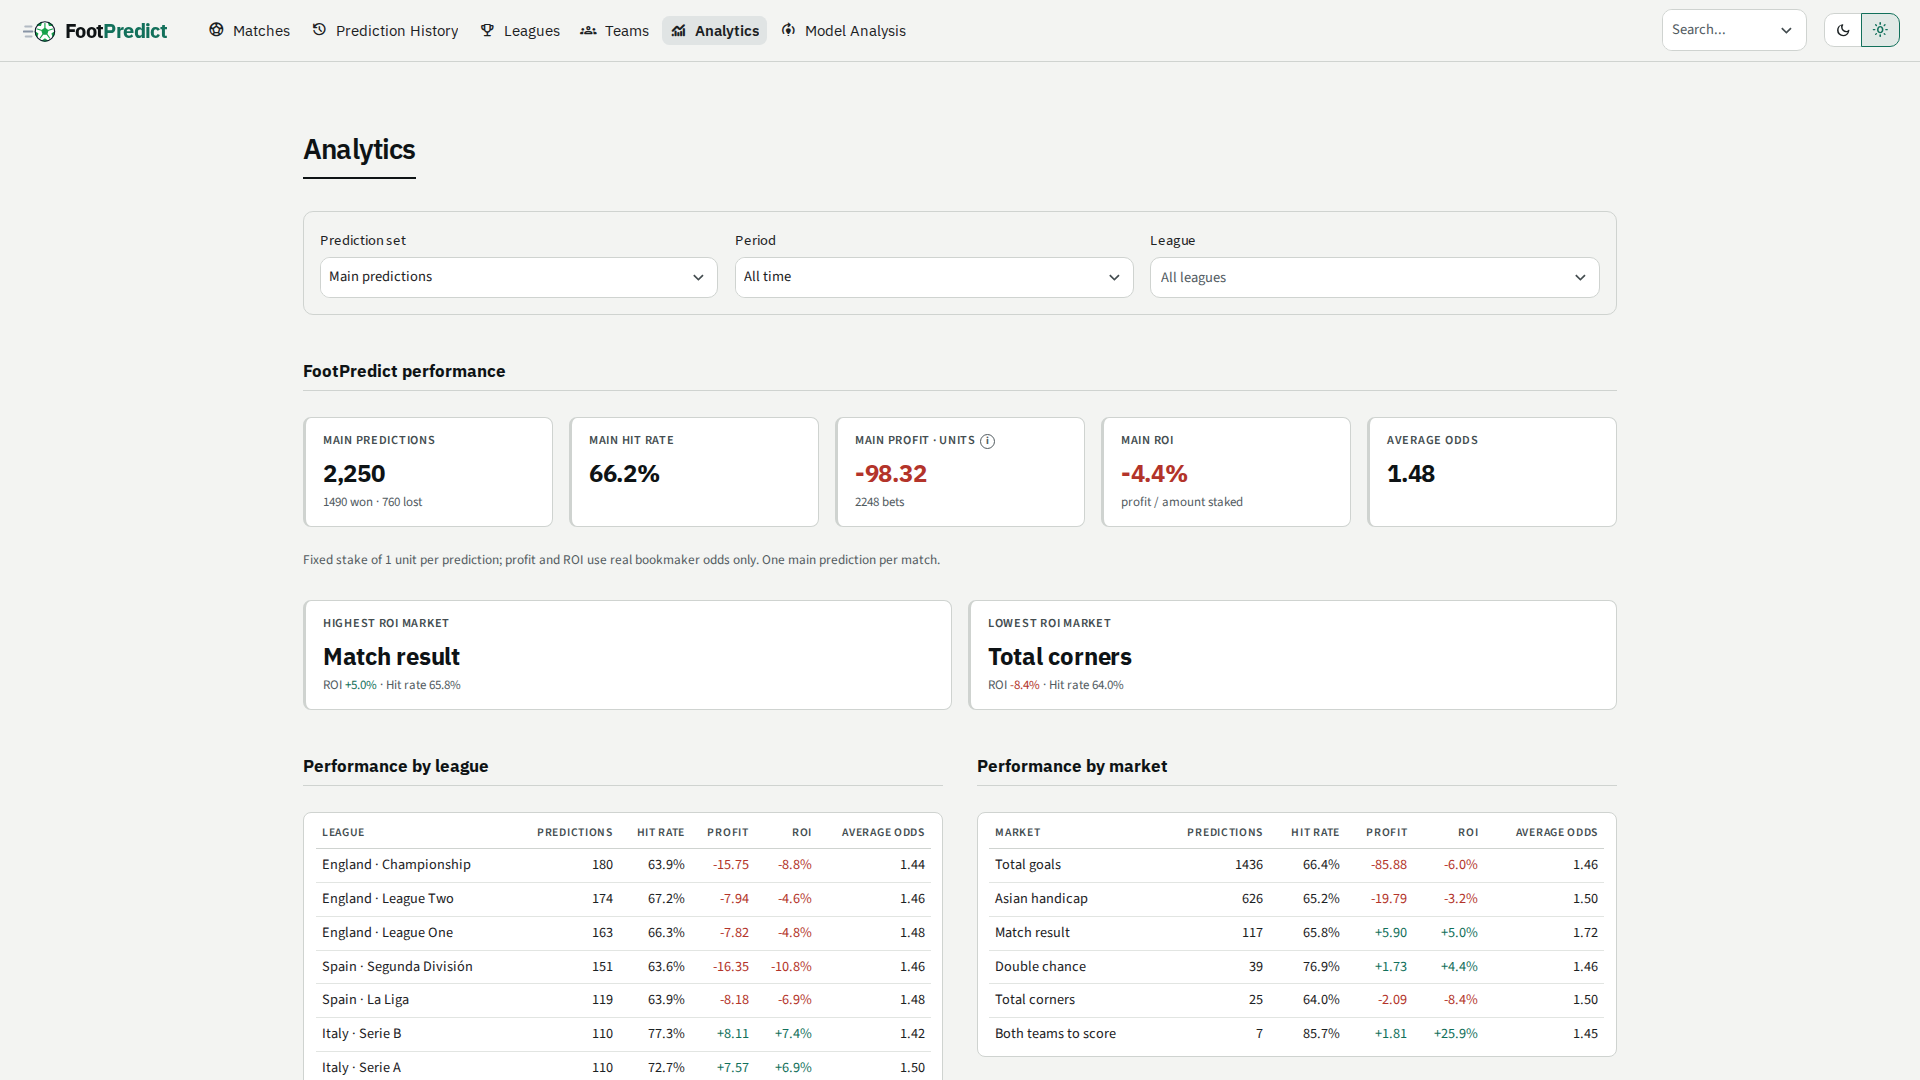 FootPredict Matches Prediction History Leagues Teams Analytics Model Analysis Search...
Analytics
Prediction set Period League
Main predictions All time All leagues
FootPredict performance
MAIN PREDICTIONS MAIN HIT RATE MAIN PROFIT · UNITS i MAIN ROI AVERAGE ODDS
2,250 66.2% -98.32 -4.4% 1.48
1490 won · 760 lost 2248 bets profit / amount staked
Fixed stake of 1 unit per prediction; profit and ROI use real bookmaker odds only. One main prediction per match.
HIGHEST ROI MARKET LOWEST ROI MARKET
Match result Total corners
ROI +5.0% · Hit rate 65.8% ROI -8.4% · Hit rate 64.0%
Performance by league
LEAGUE PREDICTIONS HIT RATE PROFIT ROI AVERAGE ODDS
England · Championship 180 63.9% -15.75 -8.8% 1.44
England · League Two 174 67.2% -7.94 -4.6% 1.46
England · League One 163 66.3% -7.82 -4.8% 1.48
Spain · Segunda División 151 63.6% -16.35 -10.8% 1.46
Spain · La Liga 119 63.9% -8.18 -6.9% 1.48
Italy · Serie B 110 77.3% +8.11 +7.4% 1.42
Italy · Serie A 110 72.7% +7.57 +6.9% 1.50
Performance by market
MARKET PREDICTIONS HIT RATE PROFIT ROI AVERAGE ODDS
Total goals 1436 66.4% -85.88 -6.0% 1.46
Asian handicap 626 65.2% -19.79 -3.2% 1.50
Match result 117 65.8% +5.90 +5.0% 1.72
Double chance 39 76.9% +1.73 +4.4% 1.46
Total corners 25 64.0% -2.09 -8.4% 1.50
Both teams to score 7 85.7% +1.81 +25.9% 1.45